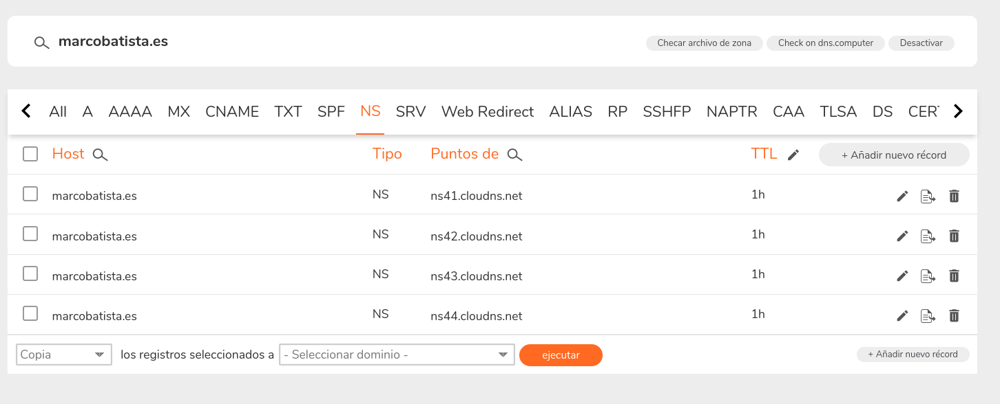 marcobatista.es Checar archivo de zona Check on dns.computer Desactivar
All A AAAA MX CNAME TXT SPF NS SRV Web Redirect ALIAS RP SSHFP NAPTR CAA TLSA DS CERT
Host Tipo Puntos de TTL + Añadir nuevo récord
marcobatista.es NS ns41.cloudns.net 1h
marcobatista.es NS ns42.cloudns.net 1h
marcobatista.es NS ns43.cloudns.net 1h
marcobatista.es NS ns44.cloudns.net 1h
Copia los registros seleccionados a - Seleccionar dominio - ejecutar + Añadir nuevo récord